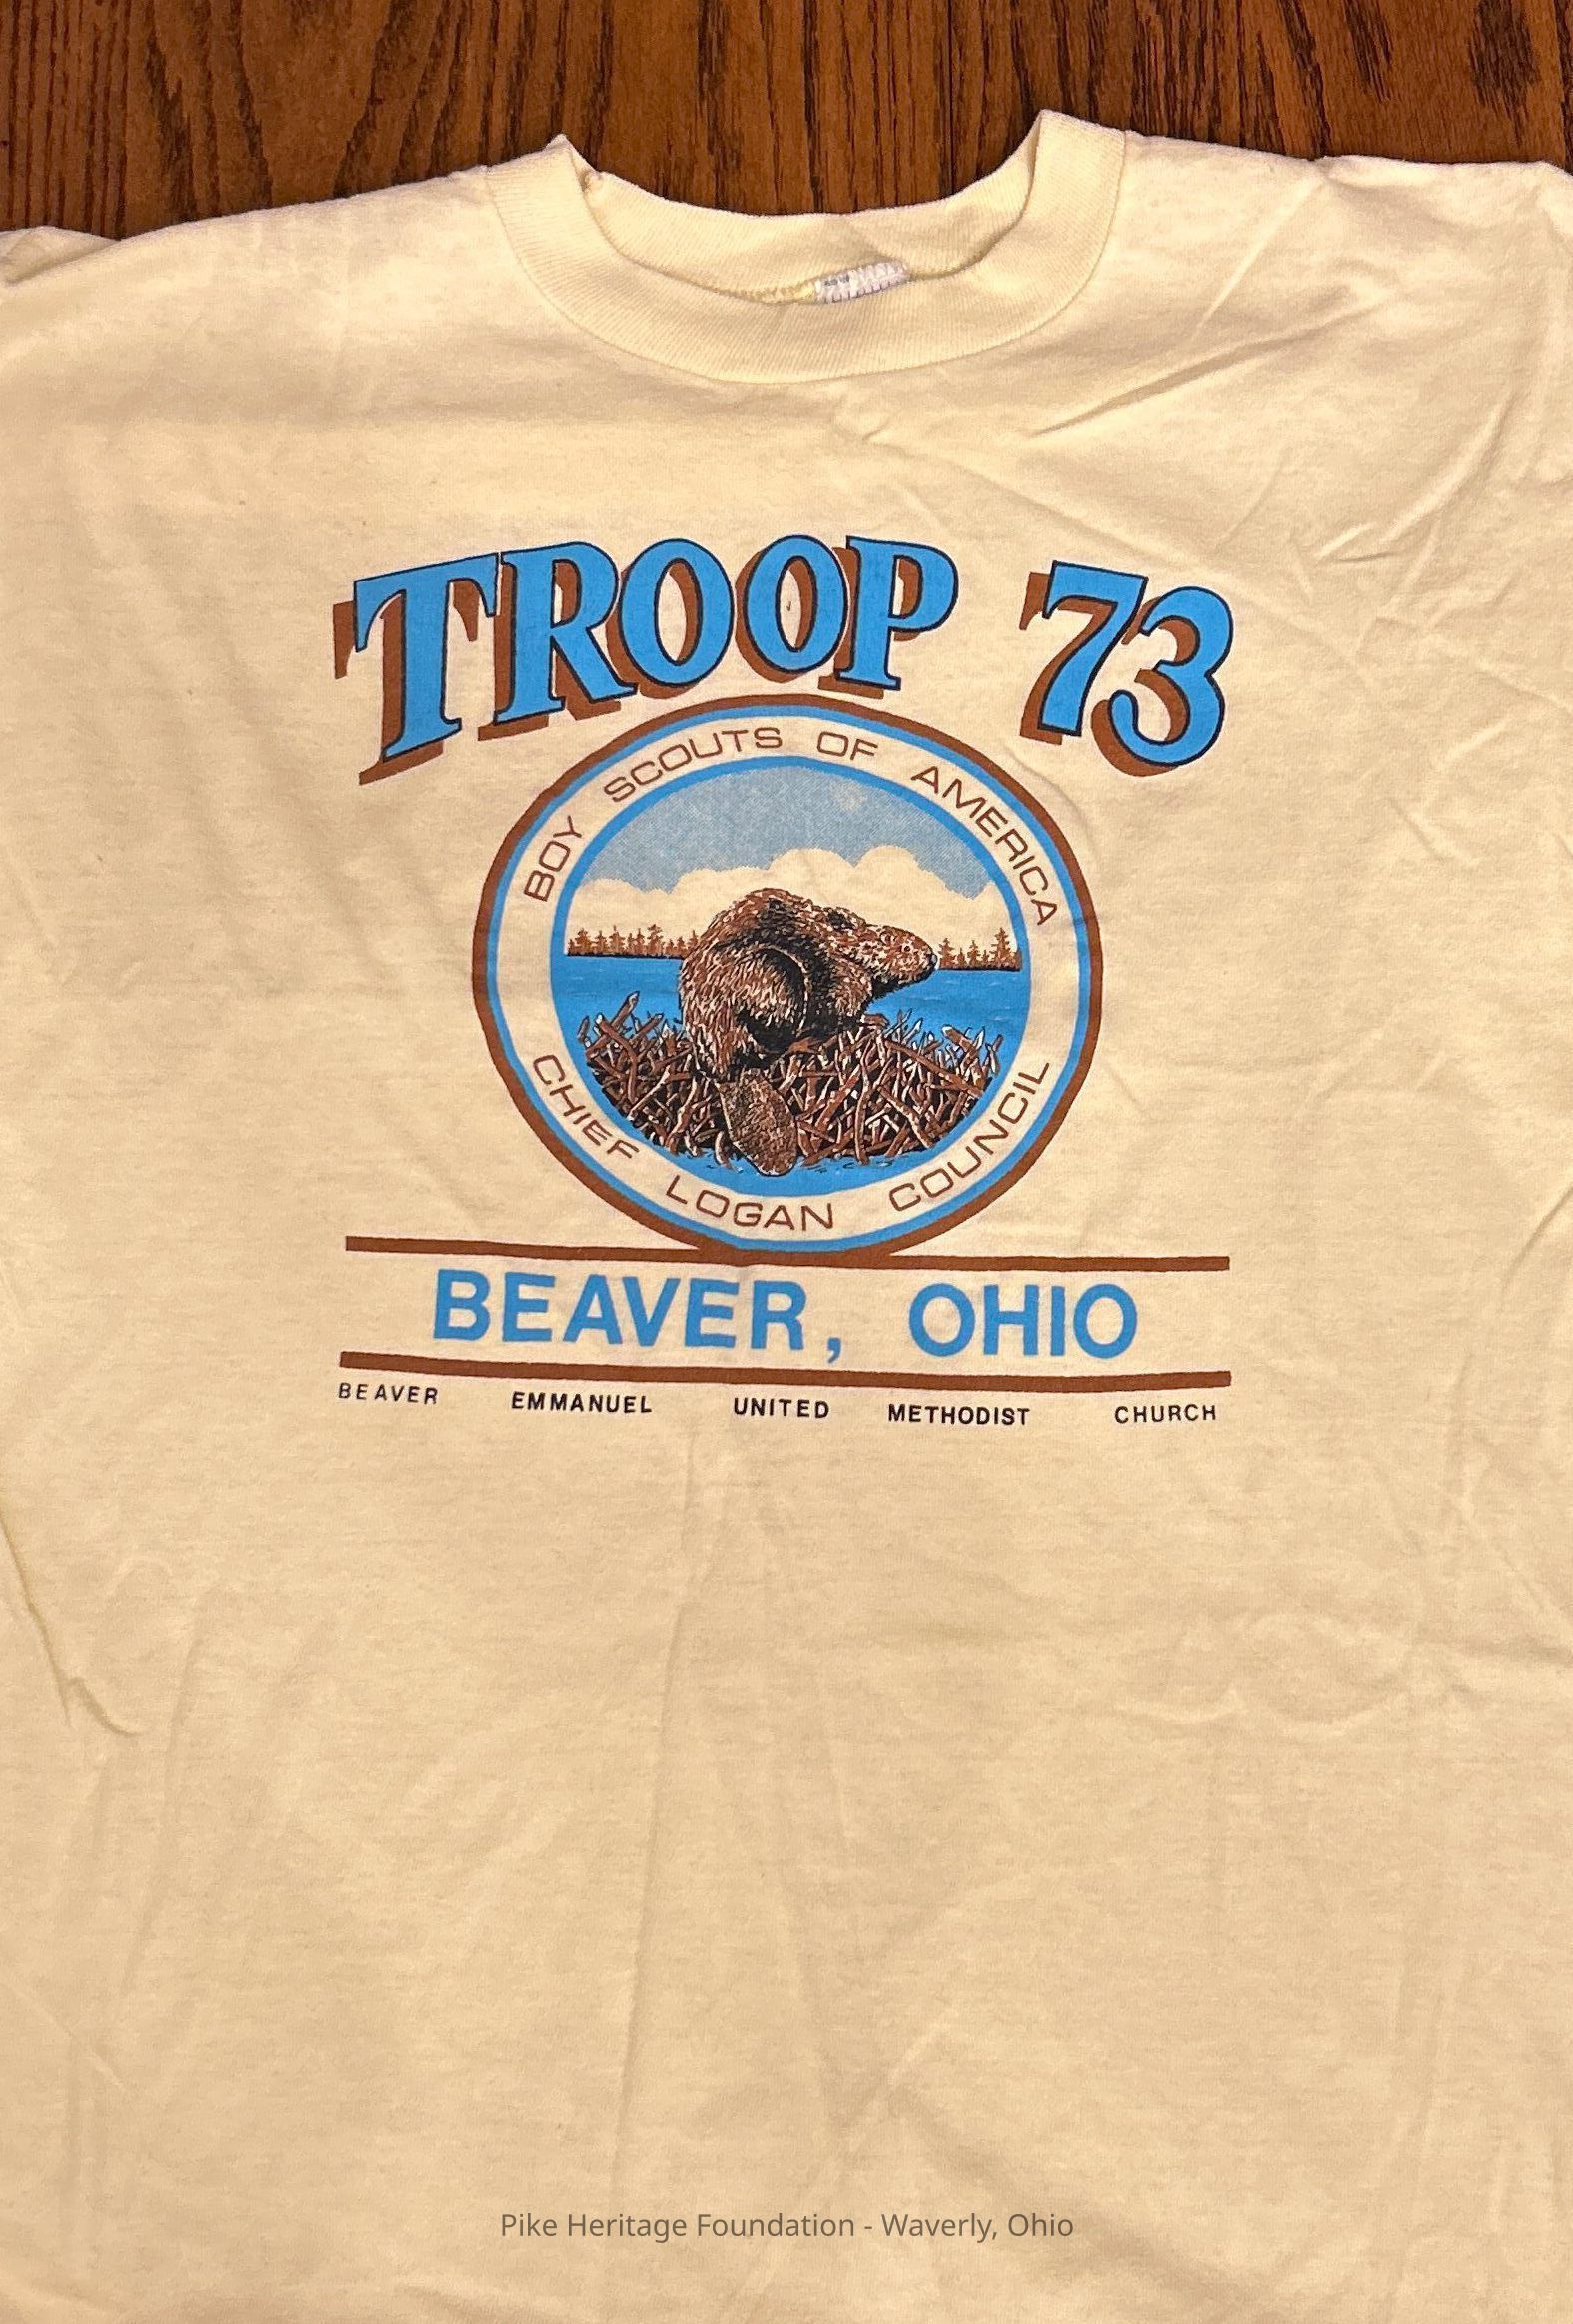 TROOP 73
BOY SCOUTS OF AMERICA
CHIEF LOGAN COUNCIL
BEAVER, OHIO
BEAVER EMMANUEL UNITED METHODIST CHURCH
Pike Heritage Foundation - Waverly, Ohio